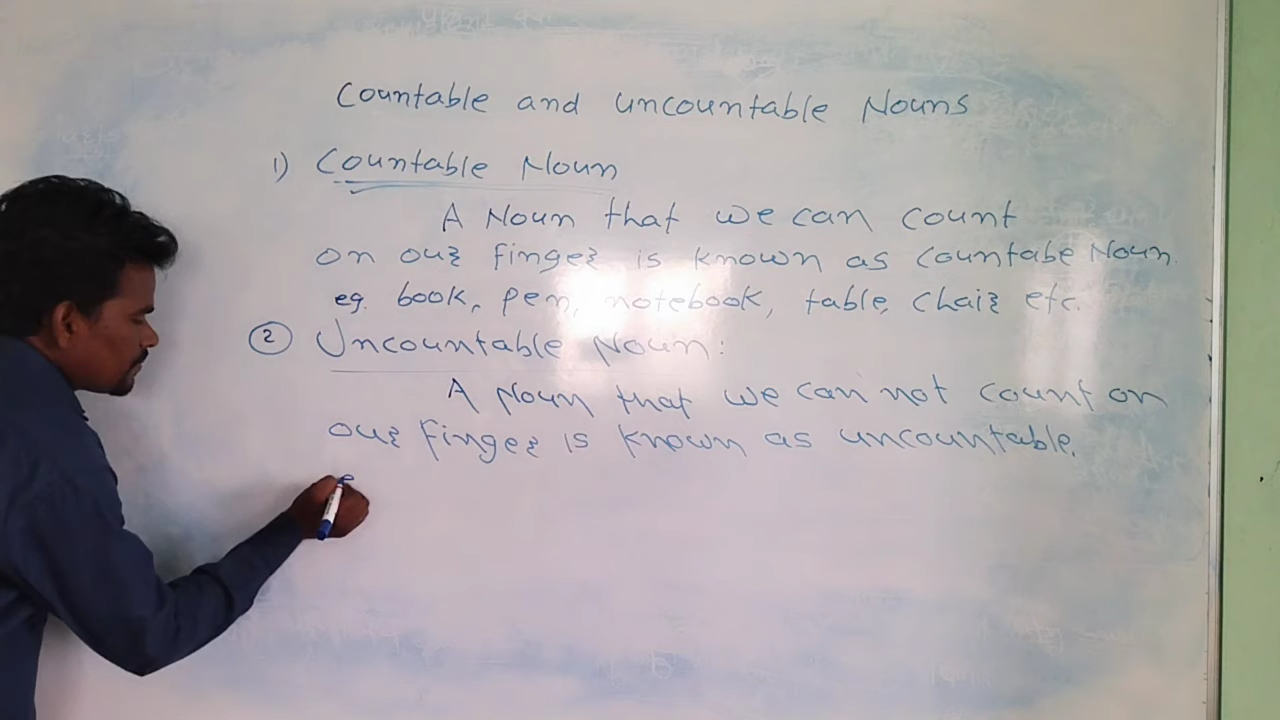 Countable and uncountable Nouns
1) Countable Noun
A Noun that we can count
on our finger is known as countabe Noun.
eg. book, pen, notebook, table, chair etc.
2 Uncountable Noun:
A Noun that we can not count on
our finger is known as uncountable.
e